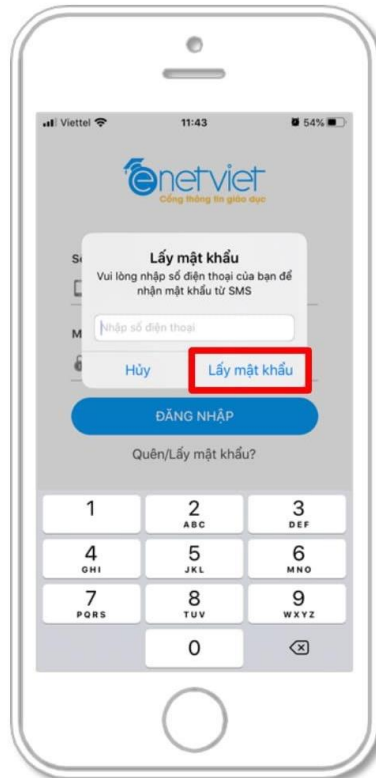 Viettel 11:43 54%
enetviet
Cổng thông tin giáo dục
Lấy mật khẩu
Vui lòng nhập số điện thoại của bạn để
nhận mật khẩu từ SMS
Nhập số điện thoại
Hủy Lấy mật khẩu
ĐĂNG NHẬP
Quên/Lấy mật khẩu?
1 2 3
ABC DEF
4 5 6
GHI JKL MNO
7 8 9
PQRS TUV WXYZ
0